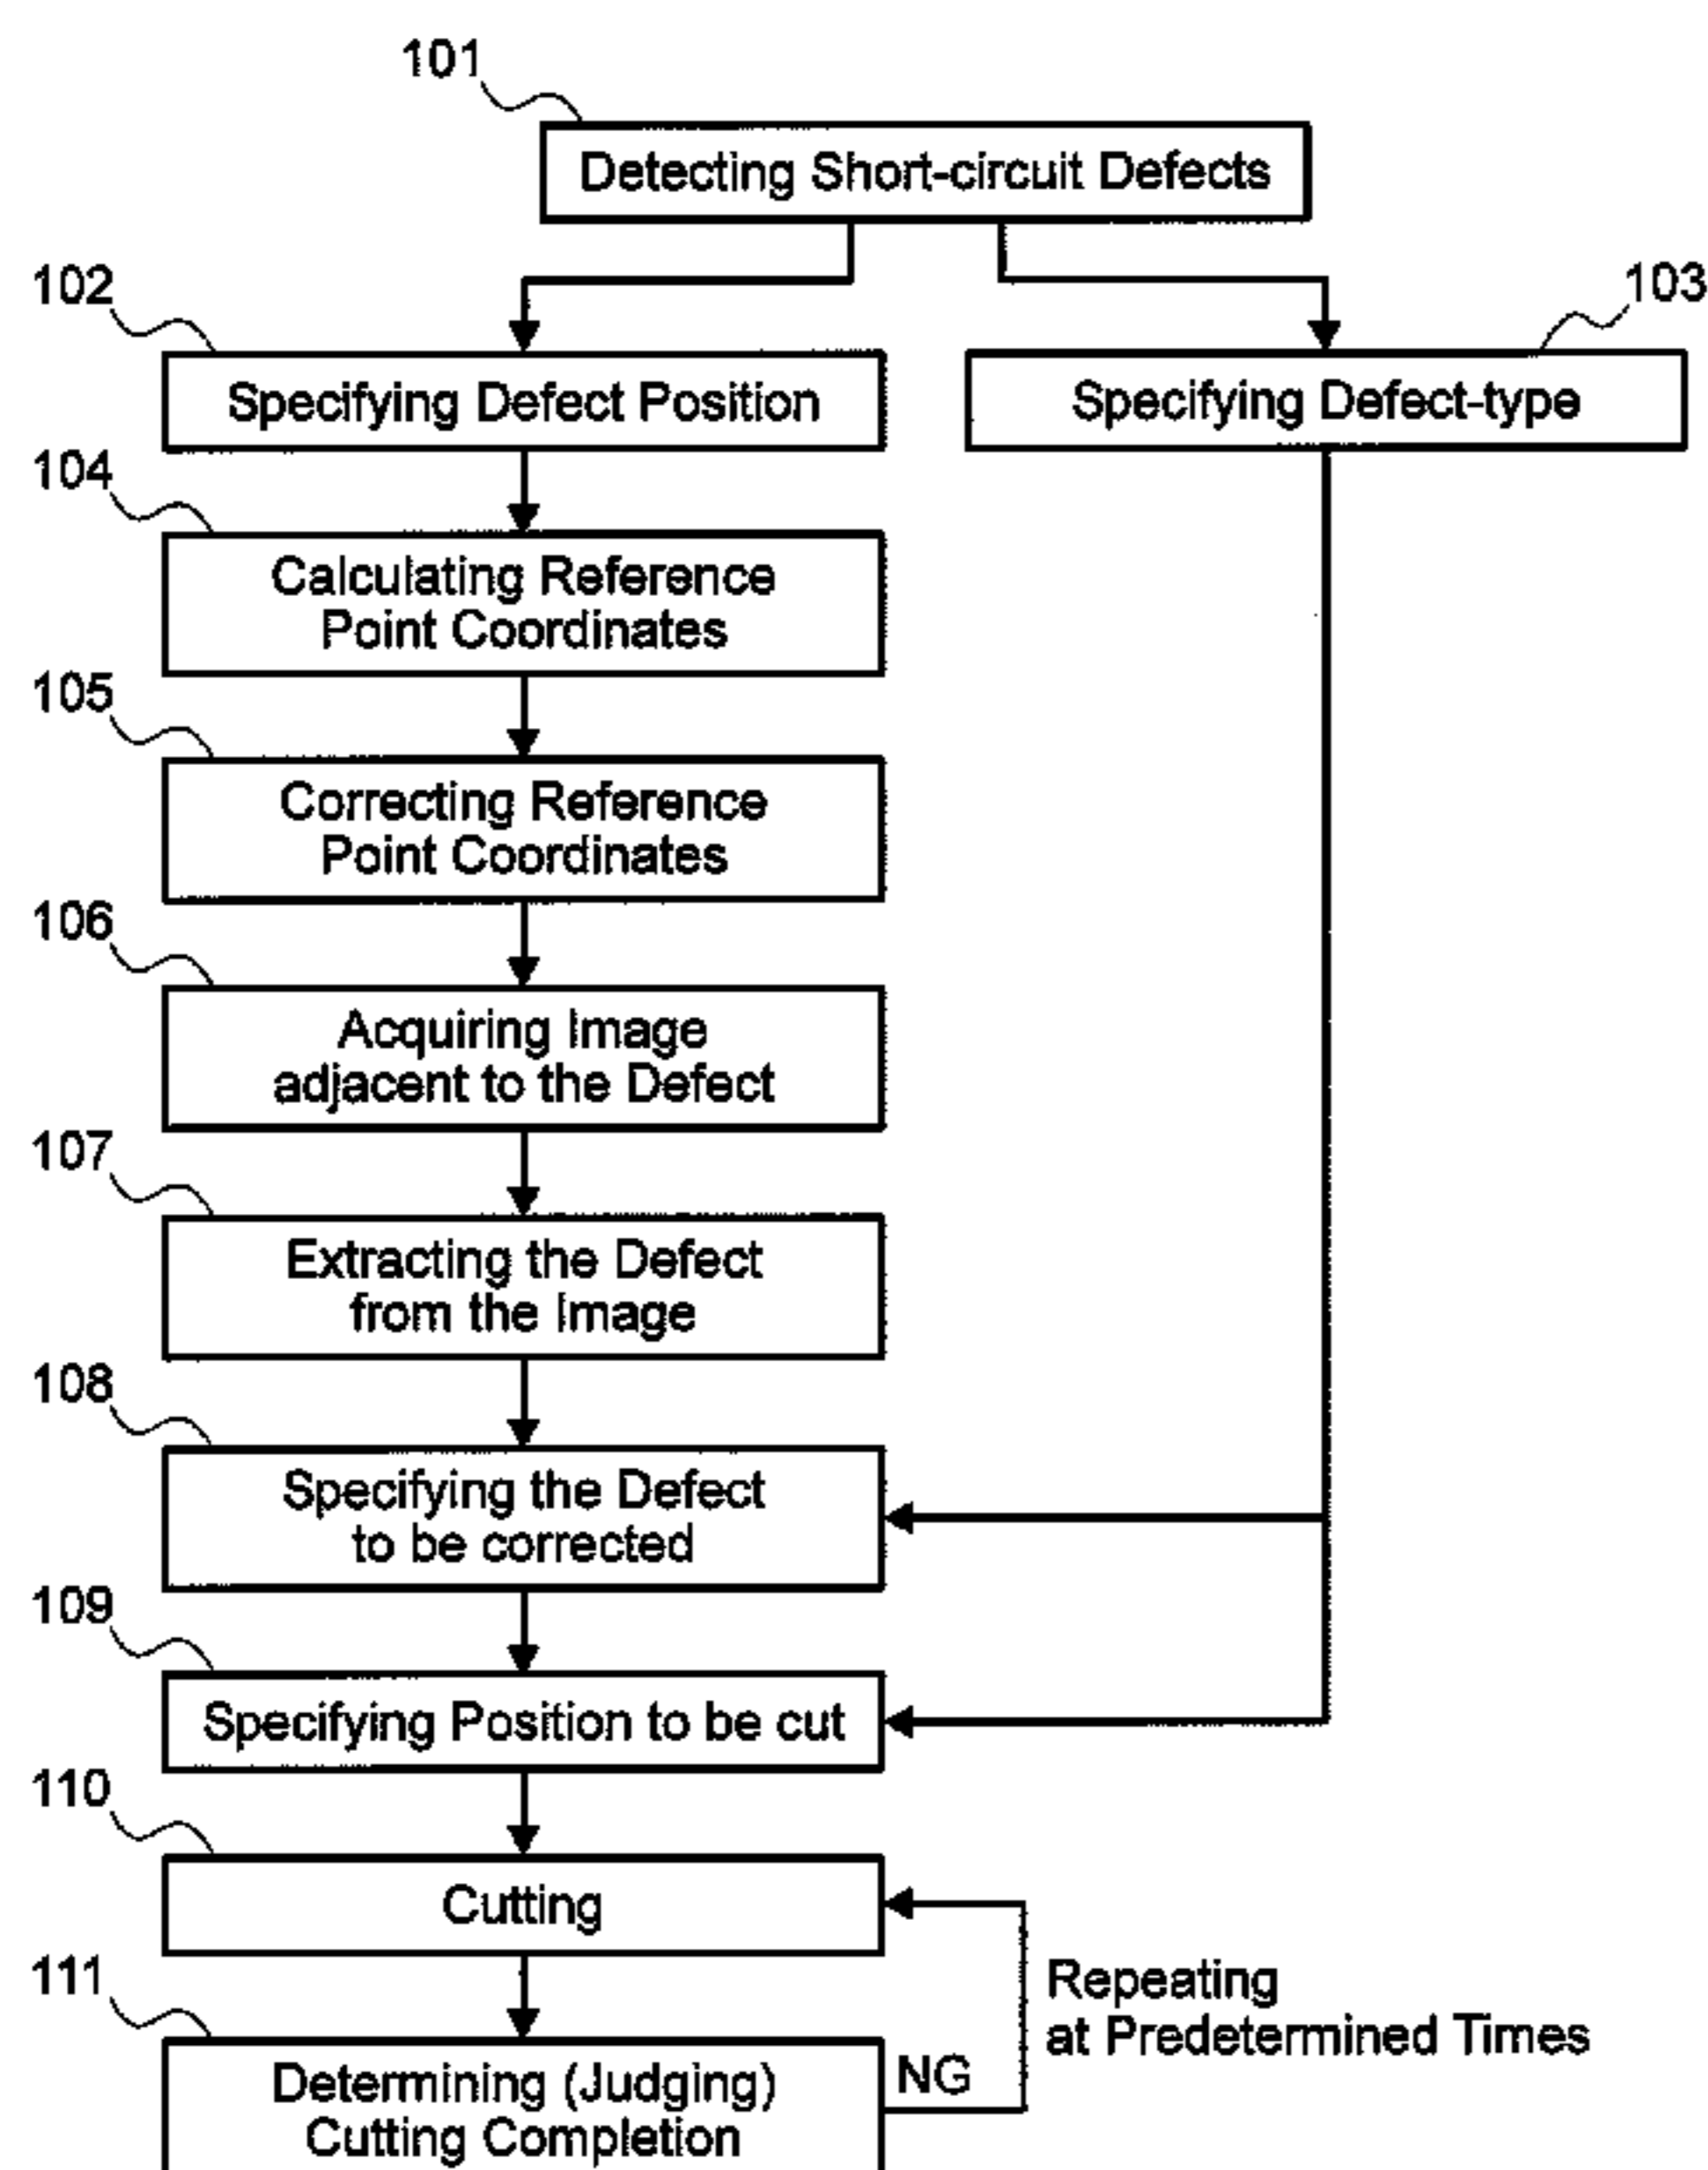 101
Detecting Short-circuit Defects
102
103
Specifying Defect Position
Specifying Defect-type
104
Calculating Reference
Point Coordinates
105
Correcting Reference
Point Coordinates
106
Acquiring Image
adjacent to the Defect
107
Extracting the Defect
from the Image
108
Specifying the Defect
to be corrected
109
Specifying Position to be cut
110
Cutting
111
Repeating
at Predetermined Times
NG
Determining (Judging)
Cutting Completion